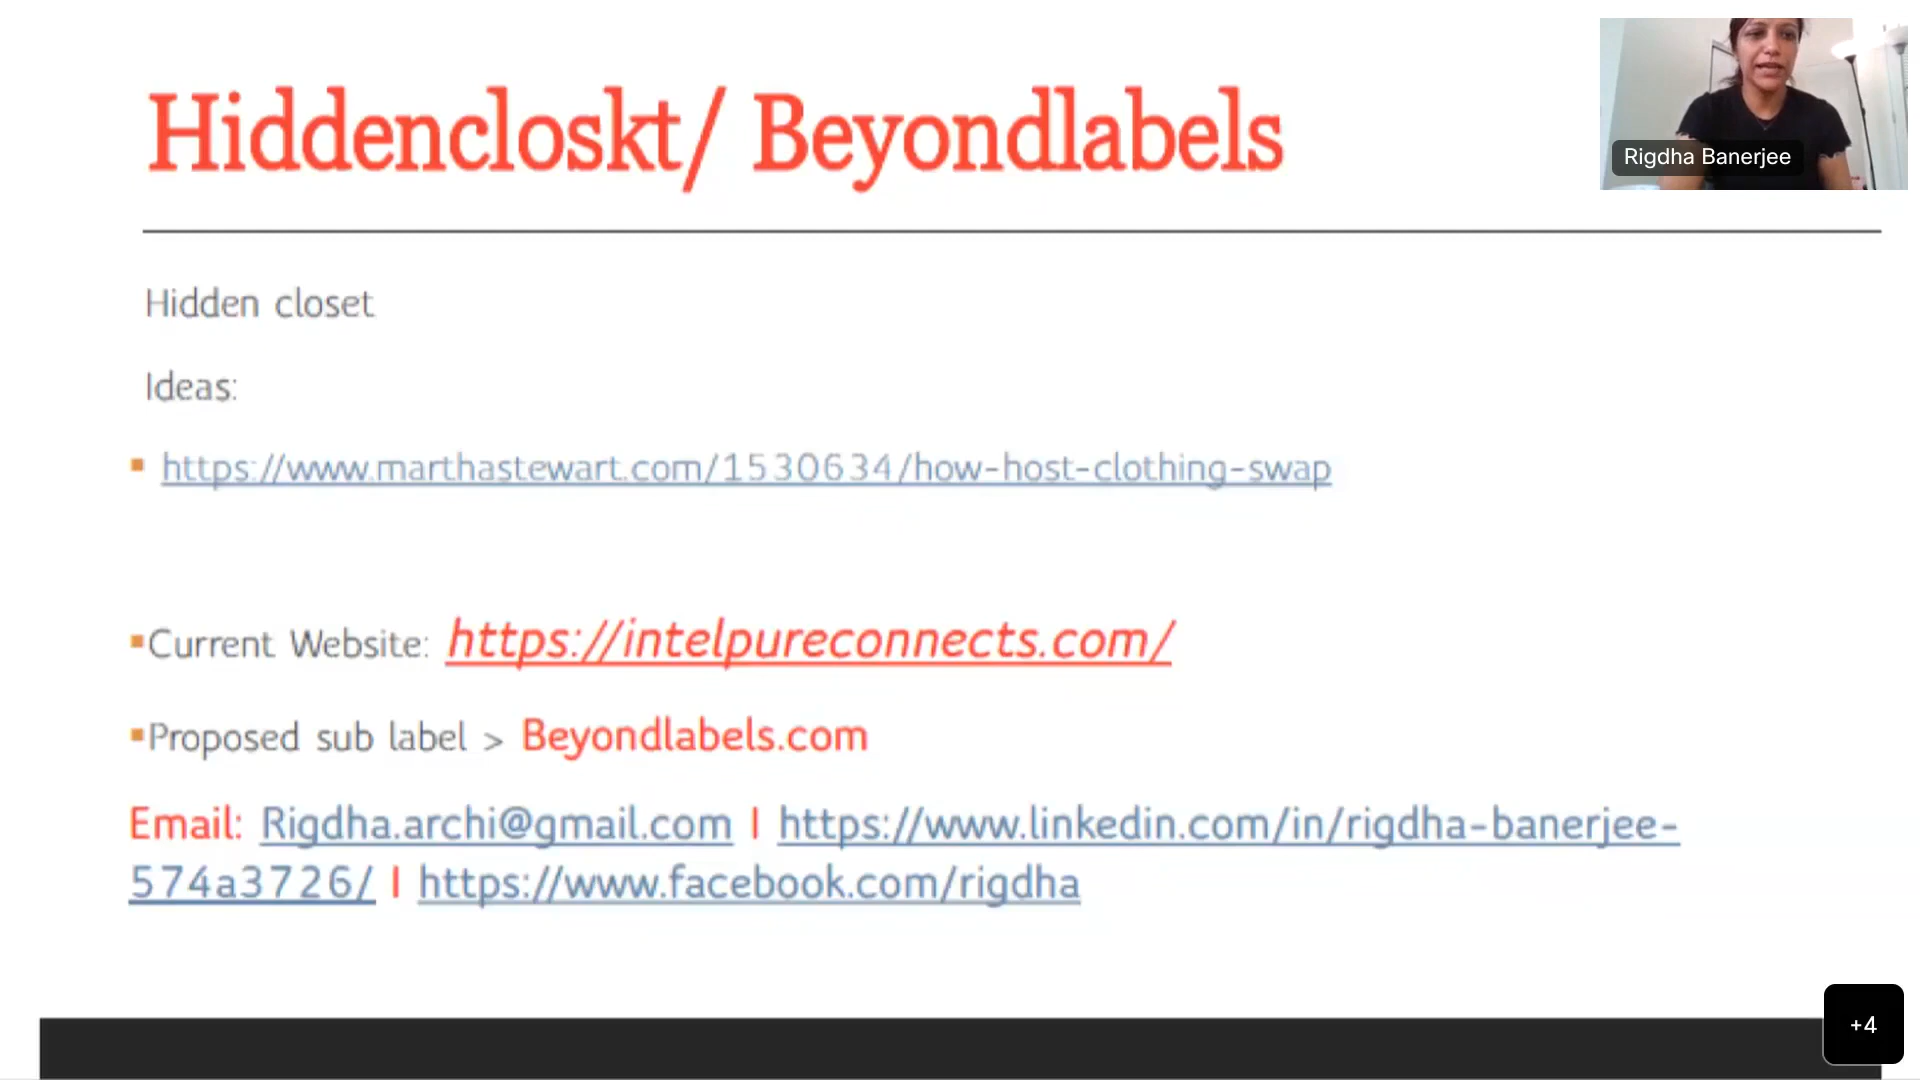 Hiddencloskt/ Beyondlabels
Rigdha Banerjee
Hidden closet
Ideas:
https://www.marthastewart.com/1530634/how-host-clothing-swap
Current Website: https://intelpureconnects.com/
Proposed sub label > Beyondlabels.com
Email: Rigdha.archi@gmail.com I https://www.linkedin.com/in/rigdha-banerjee-
574a3726/ I https://www.facebook.com/rigdha
+4